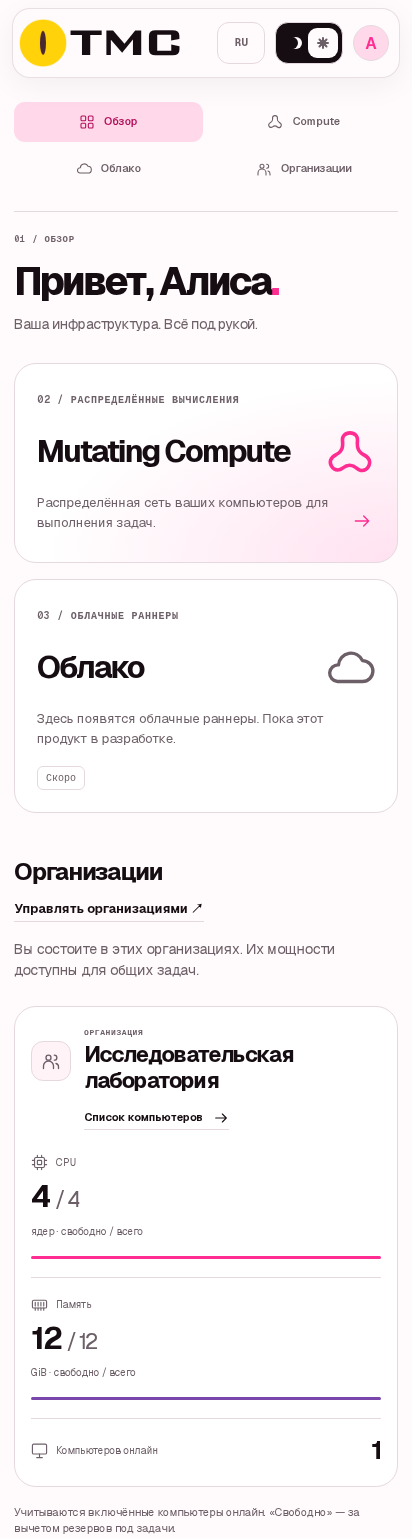 TMC
RU
A
Обзор
Compute
Облако
Организации
01 / ОБЗОР
Привет, Алиса.
Ваша инфраструктура. Всё под рукой.
02 / РАСПРЕДЕЛЁННЫЕ ВЫЧИСЛЕНИЯ
Mutating Compute
Распределённая сеть ваших компьютеров для
выполнения задач.
→
03 / ОБЛАЧНЫЕ РАННЕРЫ
Облако
Здесь появятся облачные раннеры. Пока этот
продукт в разработке.
Скоро
Организации
Управлять организациями ↗
Вы состоите в этих организациях. Их мощности
доступны для общих задач.
ОРГАНИЗАЦИЯ
Исследовательская
лаборатория
Список компьютеров →
CPU
4 / 4
ядер · свободно / всего
Память
12 / 12
GiB · свободно / всего
Компьютеров онлайн 1
Учитываются включённые компьютеры онлайн. «Свободно» — за
вычетом резервов под задачи.